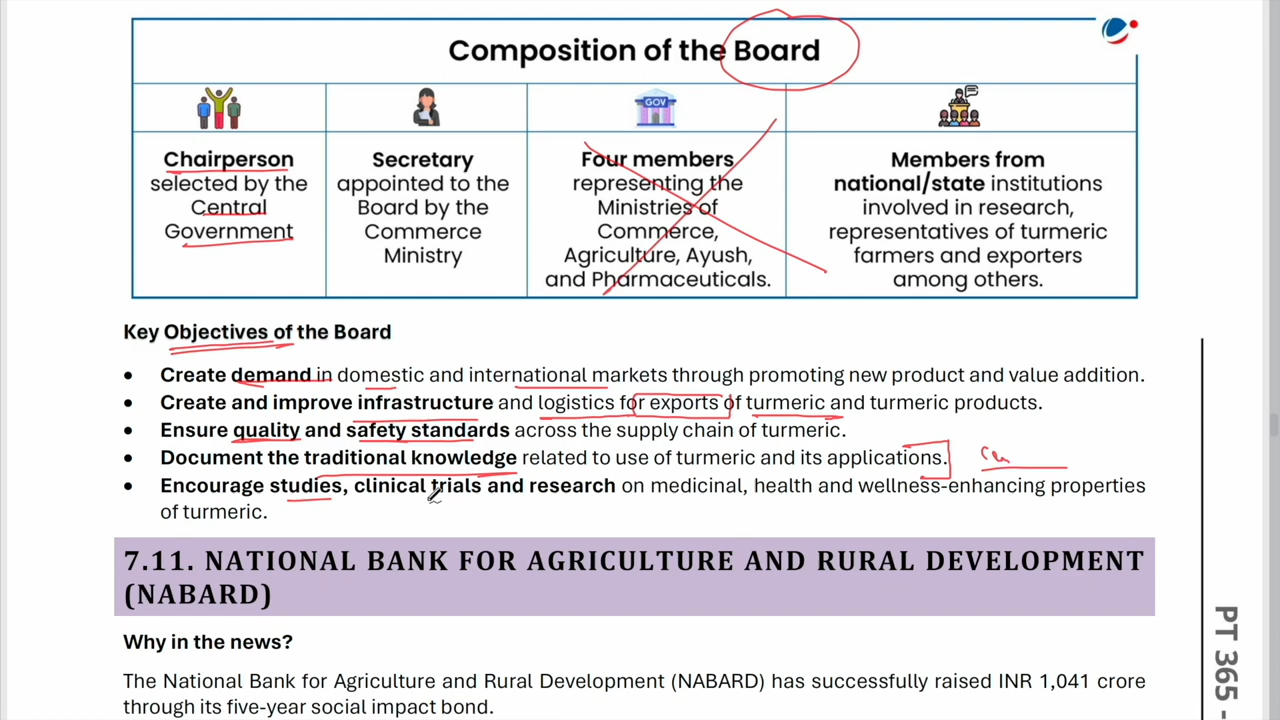 Composition of the Board
GOV
Chairperson
selected by the
Central
Government
Secretary
appointed to the
Board by the
Commerce
Ministry
Four members
representing the
Ministries of
Commerce,
Agriculture, Ayush,
and Pharmaceuticals.
Members from
national/state institutions
involved in research,
representatives of turmeric
farmers and exporters
among others.
Key Objectives of the Board
• Create demand in domestic and international markets through promoting new product and value addition.
• Create and improve infrastructure and logistics for exports of turmeric and turmeric products.
• Ensure quality and safety standards across the supply chain of turmeric.
• Document the traditional knowledge related to use of turmeric and its applications.
• Encourage studies, clinical trials and research on medicinal, health and wellness-enhancing properties
of turmeric.
7.11. NATIONAL BANK FOR AGRICULTURE AND RURAL DEVELOPMENT
(NABARD)
Why in the news?
The National Bank for Agriculture and Rural Development (NABARD) has successfully raised INR 1,041 crore
through its five-year social impact bond.
PT 365 -